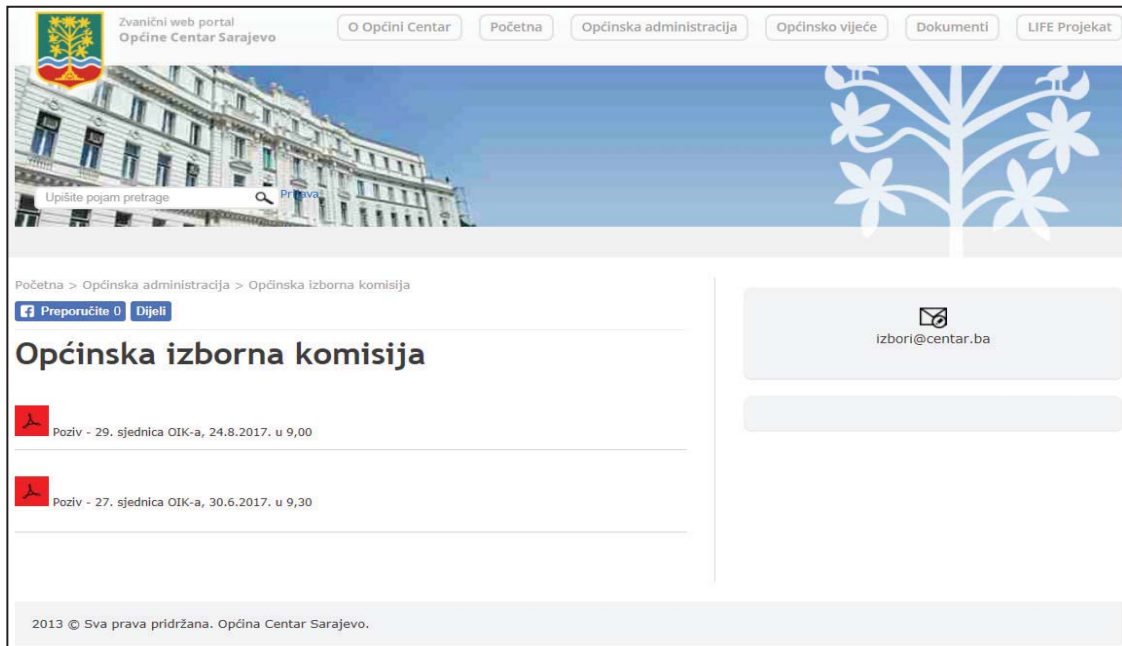 Zvanični web portal
Općine Centar Sarajevo
O Općini Centar
Početna
Općinska administracija
Općinsko vijeće
Dokumenti
LIFE Projekat
Upišite pojam pretrage
Prijava
Početna > Općinska administracija > Općinska izborna komisija
Preporučite 0 Dijeli
Općinska izborna komisija
izbori@centar.ba
Poziv - 29. sjednica OIK-a, 24.8.2017. u 9,00
Poziv - 27. sjednica OIK-a, 30.6.2017. u 9,30
2013 © Sva prava pridržana. Općina Centar Sarajevo.